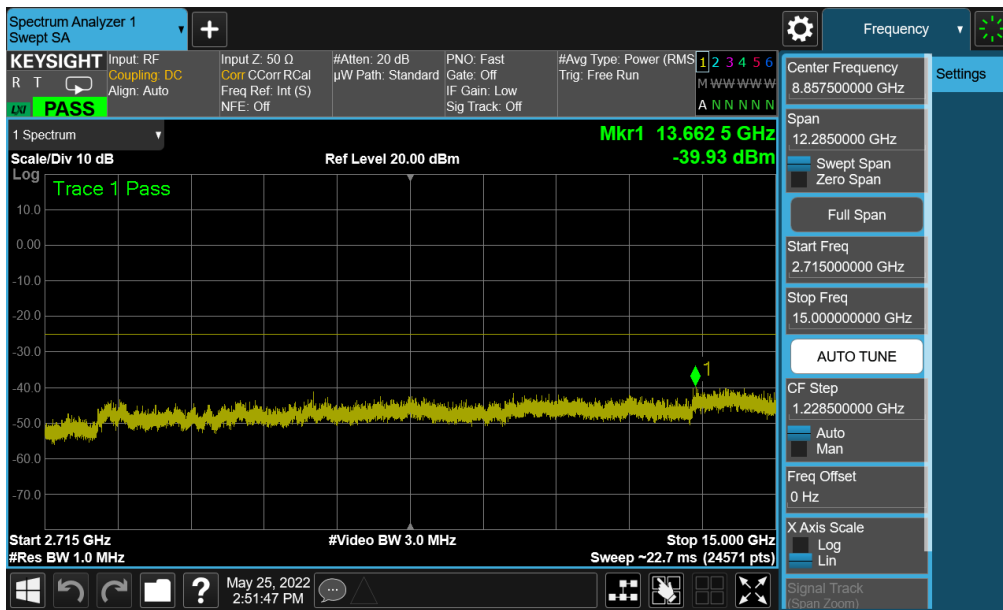 Spectrum Analyzer 1
Swept SA
Frequency
KEYSIGHT
R T
LXI PASS
Input: RF
Coupling: DC
Align: Auto
Input Z: 50 Ω
Corr CCorr RCal
Freq Ref: Int (S)
NFE: Off
#Atten: 20 dB
µW Path: Standard
PNO: Fast
Gate: Off
IF Gain: Low
Sig Track: Off
#Avg Type: Power (RMS
Trig: Free Run
1 2 3 4 5 6
M W W W W W
A N N N N N
1 Spectrum
Mkr1 13.662 5 GHz
Scale/Div 10 dB
Ref Level 20.00 dBm
-39.93 dBm
Log
Trace 1 Pass
10.0
0.00
-10.0
-20.0
-30.0
1
-40.0
-50.0
-60.0
-70.0
Start 2.715 GHz
#Video BW 3.0 MHz
Stop 15.000 GHz
#Res BW 1.0 MHz
Sweep ~22.7 ms (24571 pts)
Center Frequency
8.857500000 GHz
Settings
Span
12.2850000 GHz
Swept Span
Zero Span
Full Span
Start Freq
2.715000000 GHz
Stop Freq
15.000000000 GHz
AUTO TUNE
CF Step
1.228500000 GHz
Auto
Man
Freq Offset
0 Hz
X Axis Scale
Log
Lin
Signal Track
(Span Zoom)
?
May 25, 2022
2:51:47 PM